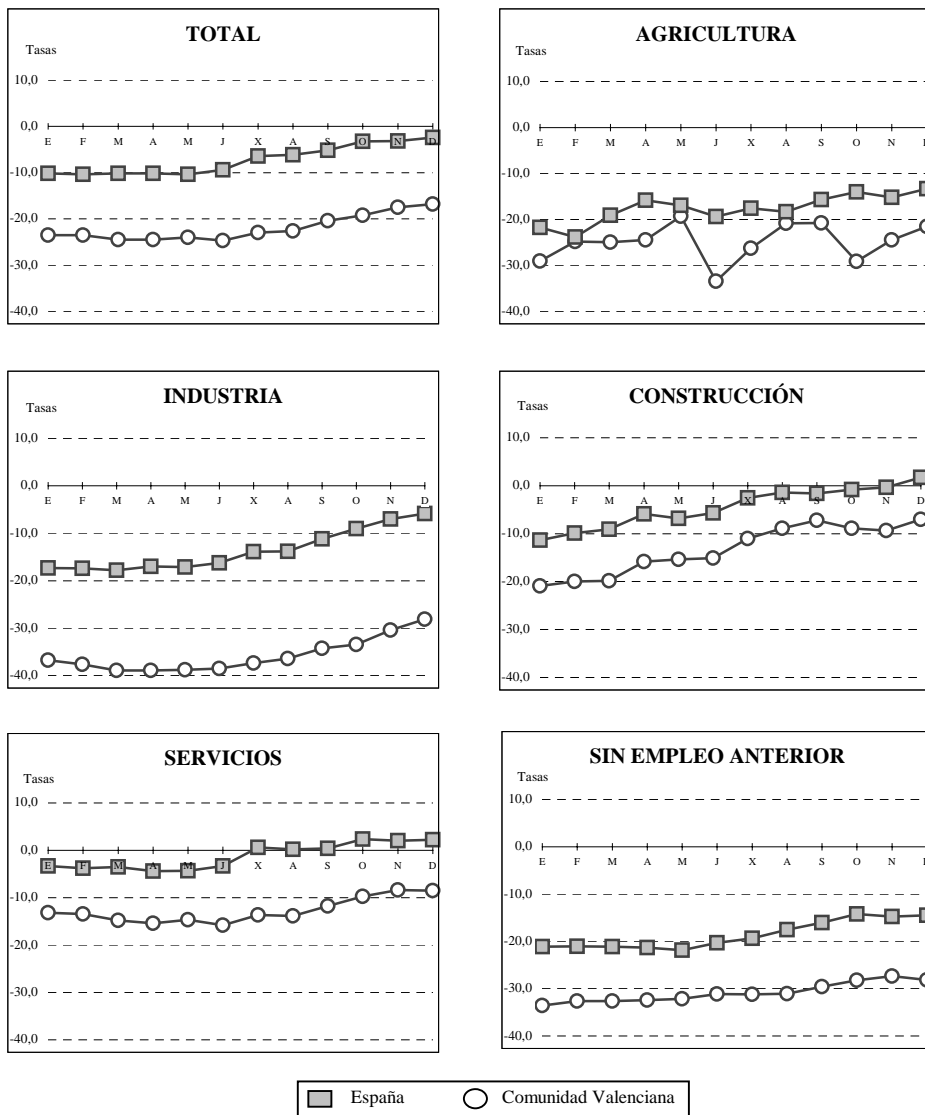 TOTAL
Tasas
10,0
0,0
E F M A M J X A S O N D
-10,0
-20,0
-30,0
-40,0
AGRICULTURA
Tasas
10,0
0,0
E F M A M J X A S O N D
-10,0
-20,0
-30,0
-40,0
INDUSTRIA
Tasas
10,0
0,0
E F M A M J X A S O N D
-10,0
-20,0
-30,0
-40,0
CONSTRUCCIÓN
Tasas
10,0
0,0
E F M A M J X A S O N D
-10,0
-20,0
-30,0
-40,0
SERVICIOS
Tasas
10,0
0,0
E F M A M J X A S O N D
-10,0
-20,0
-30,0
-40,0
SIN EMPLEO ANTERIOR
Tasas
10,0
0,0
E F M A M J X A S O N D
-10,0
-20,0
-30,0
-40,0
España Comunidad Valenciana